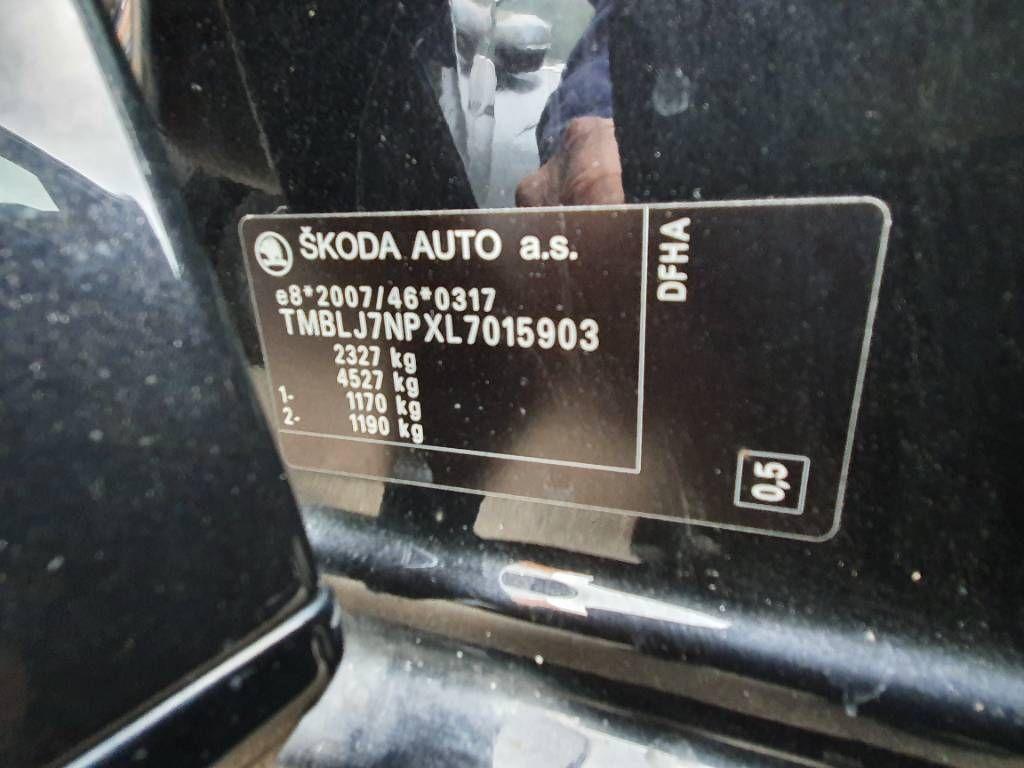 ŠKODA AUTO a.s.
e8*2007/46*0317
TMBLJ7NPXL7015903
2327 kg
4527 kg
1- 1170 kg
2- 1190 kg
DFHA
0,5